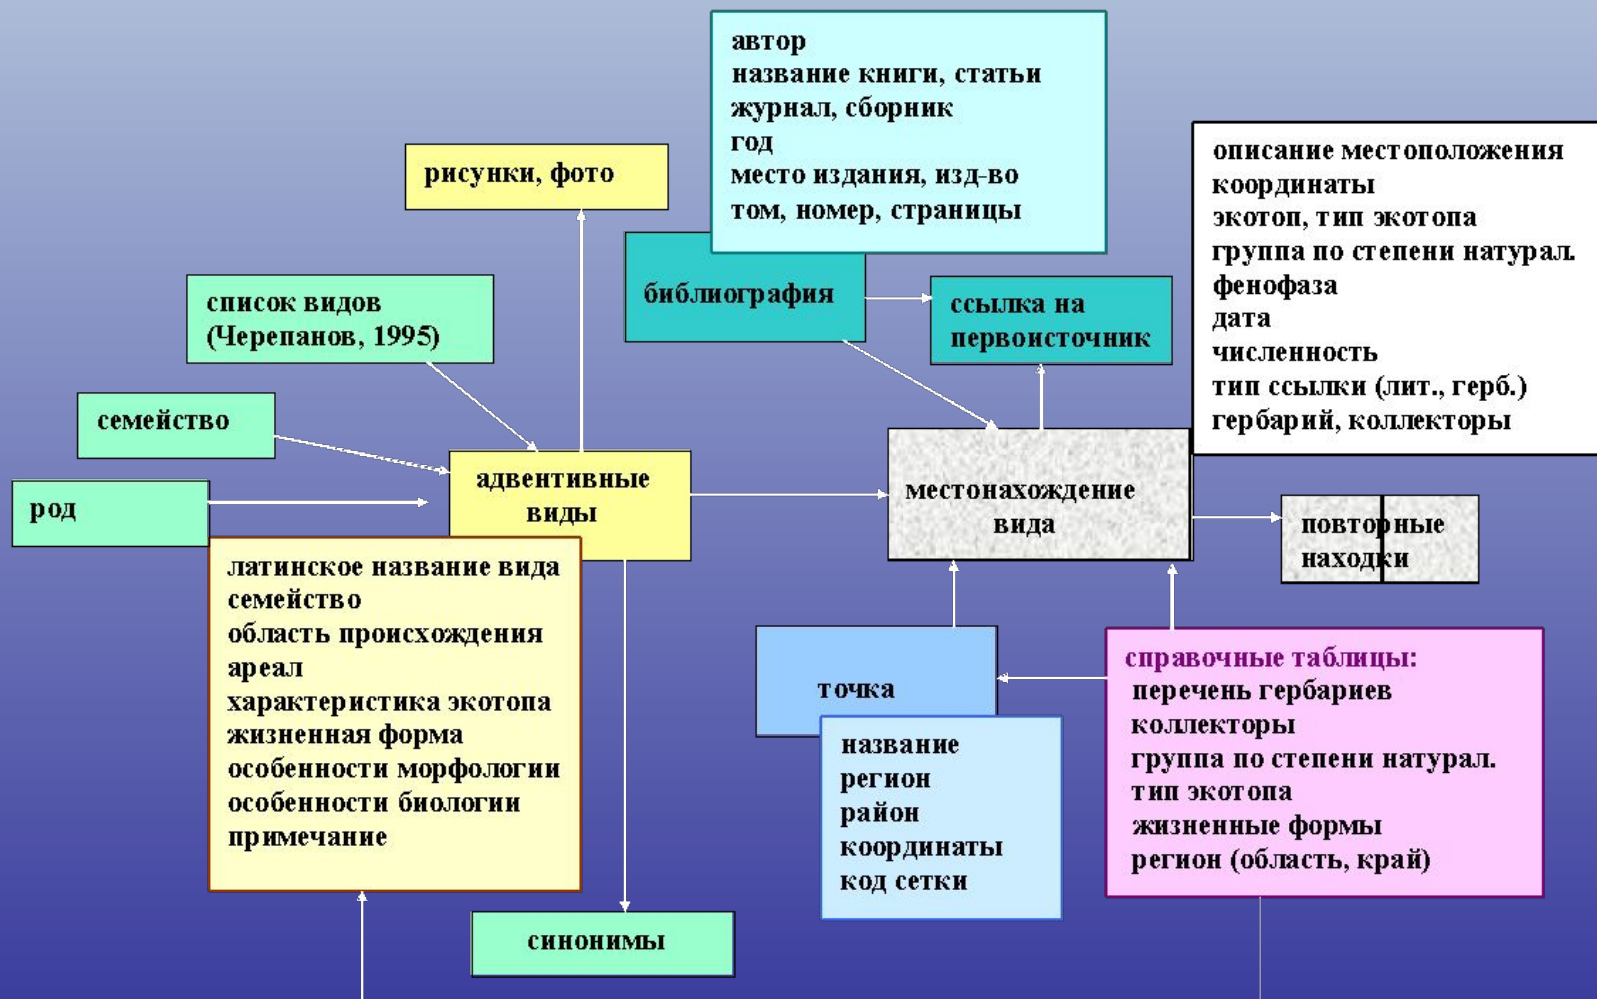 автор
название книги, статьи
журнал, сборник
год
место издания, изд-во
том, номер, страницы
рисунки, фото
описание местоположения
координаты
экотоп, тип экотопа
группа по степени натурал.
фенофаза
дата
численность
тип ссылки (лит., герб.)
гербарий, коллекторы
библиография
ссылка на
первоисточник
список видов
(Черепанов, 1995)
семейство
род
адвентивные
виды
местонахождение
вида
повторные
находки
латинское название вида
семейство
область происхождения
ареал
характеристика экотопа
жизненная форма
особенности морфологии
особенности биологии
примечание
точка
название
регион
район
координаты
код сетки
справочные таблицы:
перечень гербариев
коллекторы
группа по степени натурал.
тип экотопа
жизненные формы
регион (область, край)
синонимы